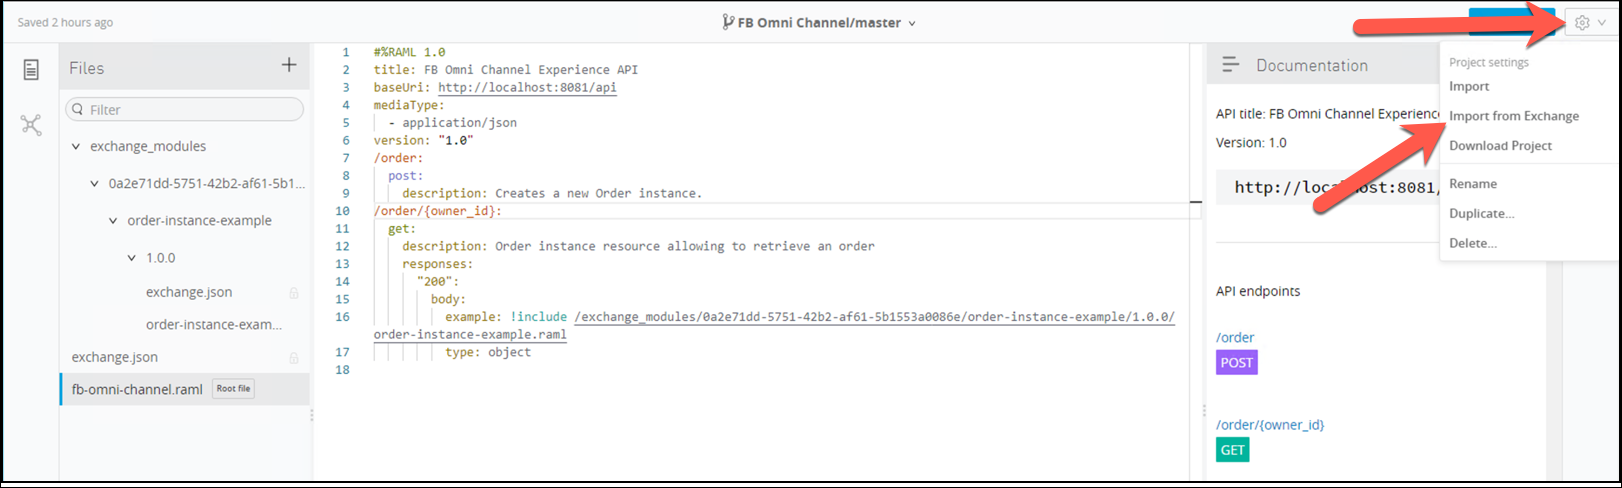 Saved 2 hours ago
FB Omni Channel/master
Files
Filter
exchange_modules
0a2e71dd-5751-42b2-af61-5b1...
order-instance-example
1.0.0
exchange.json
order-instance-exam...
exchange.json
fb-omni-channel.raml Root file
1 #%RAML 1.0
2 title: FB Omni Channel Experience API
3 baseUri: http://localhost:8081/api
4 mediaType:
5 - application/json
6 version: "1.0"
7 /order:
8 post:
9 description: Creates a new Order instance.
10 /order/{owner_id}:
11 get:
12 description: Order instance resource allowing to retrieve an order
13 responses:
14 "200":
15 body:
16 example: !include /exchange_modules/0a2e71dd-5751-42b2-af61-5b1553a0086e/order-instance-example/1.0.0/
order-instance-example.raml
17 type: object
18
Documentation
API title: FB Omni Channel Experience
Version: 1.0
http://localhost:8081/
API endpoints
/order
POST
/order/{owner_id}
GET
Project settings
Import
Import from Exchange
Download Project
Rename
Duplicate...
Delete...